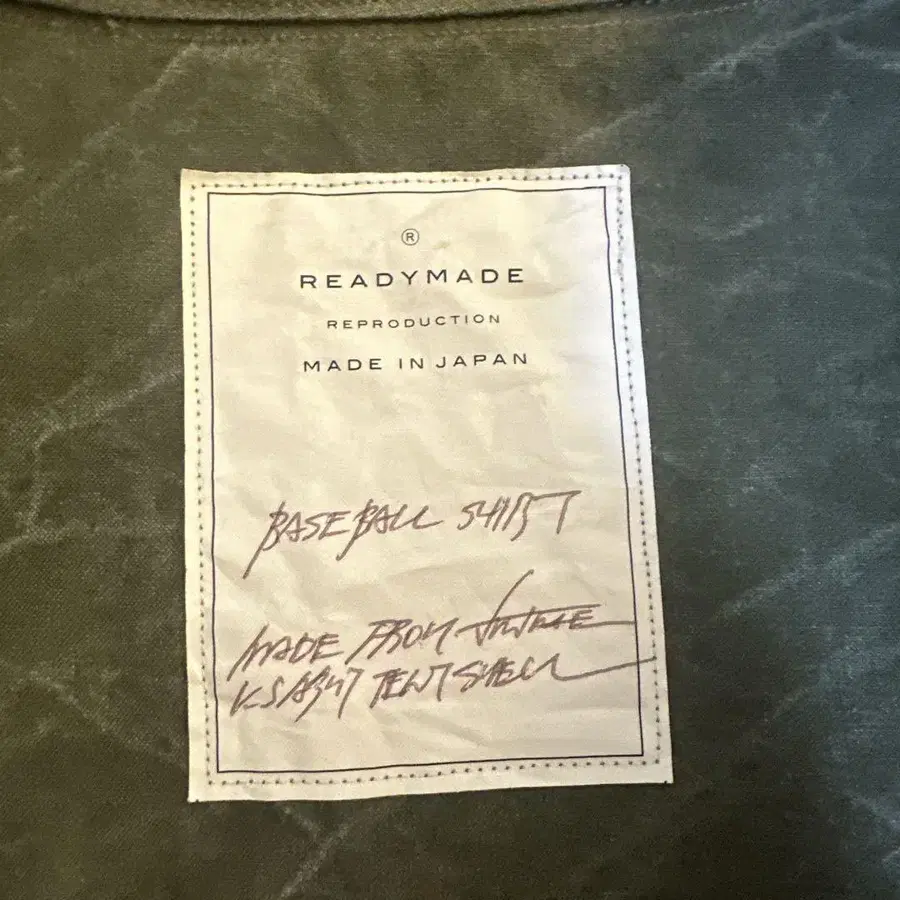 ®
READYMADE
REPRODUCTION
MADE IN JAPAN
BASEBALL SHIRT
MADE FROM VINTAGE
U.S ARMY TENT SHELL